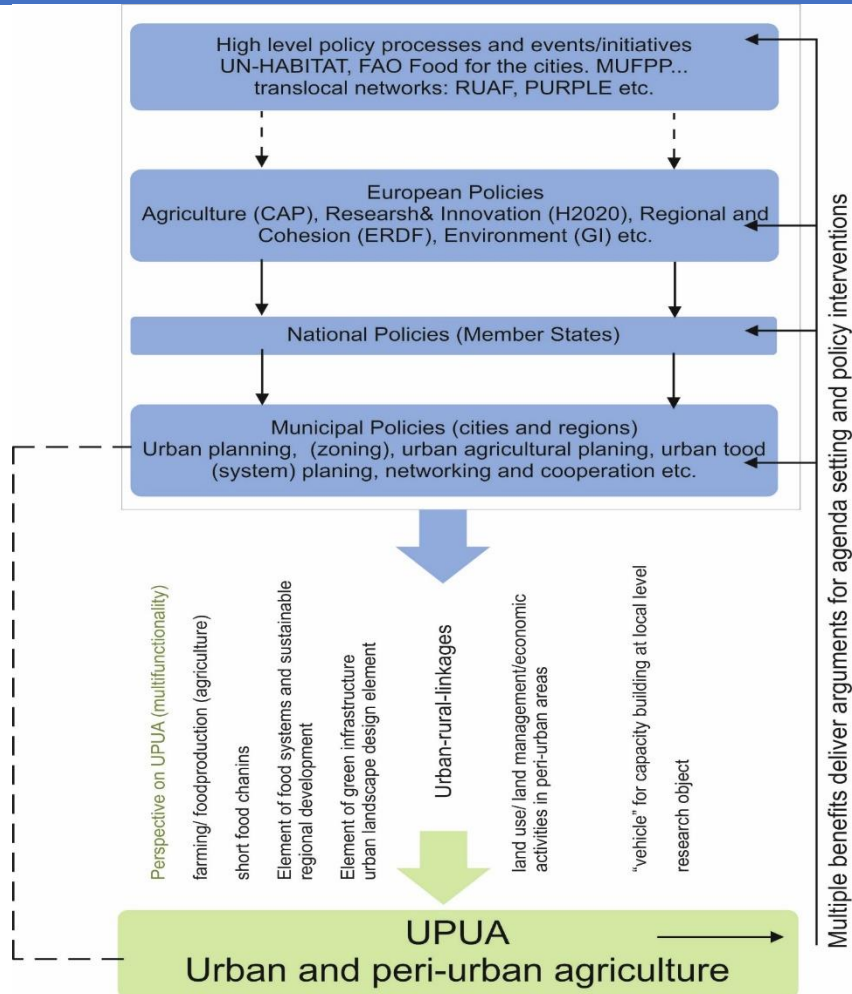 High level policy processes and events/initiatives
UN-HABITAT, FAO Food for the cities. MUFPP...
translocal networks: RUAF, PURPLE etc.
European Policies
Agriculture (CAP), Researsh& Innovation (H2020), Regional and
Cohesion (ERDF), Environment (GI) etc.
National Policies (Member States)
Municipal Policies (cities and regions)
Urban planning, (zoning), urban agricultural planing, urban tood
(system) planing, networking and cooperation etc.
Perspective on UPUA (multifunctionality)
farming/ foodproduction (agriculture)
short food chanins
Element of food systems and sustainable
regional development
Element of green infrastructure
urban landscape design element
Urban-rural-linkages
land use/ land management/economic
activities in peri-urban areas
"vehicle" for capacity building at local level
research object
UPUA
Urban and peri-urban agriculture
Multiple benefits deliver arguments for agenda setting and policy interventions